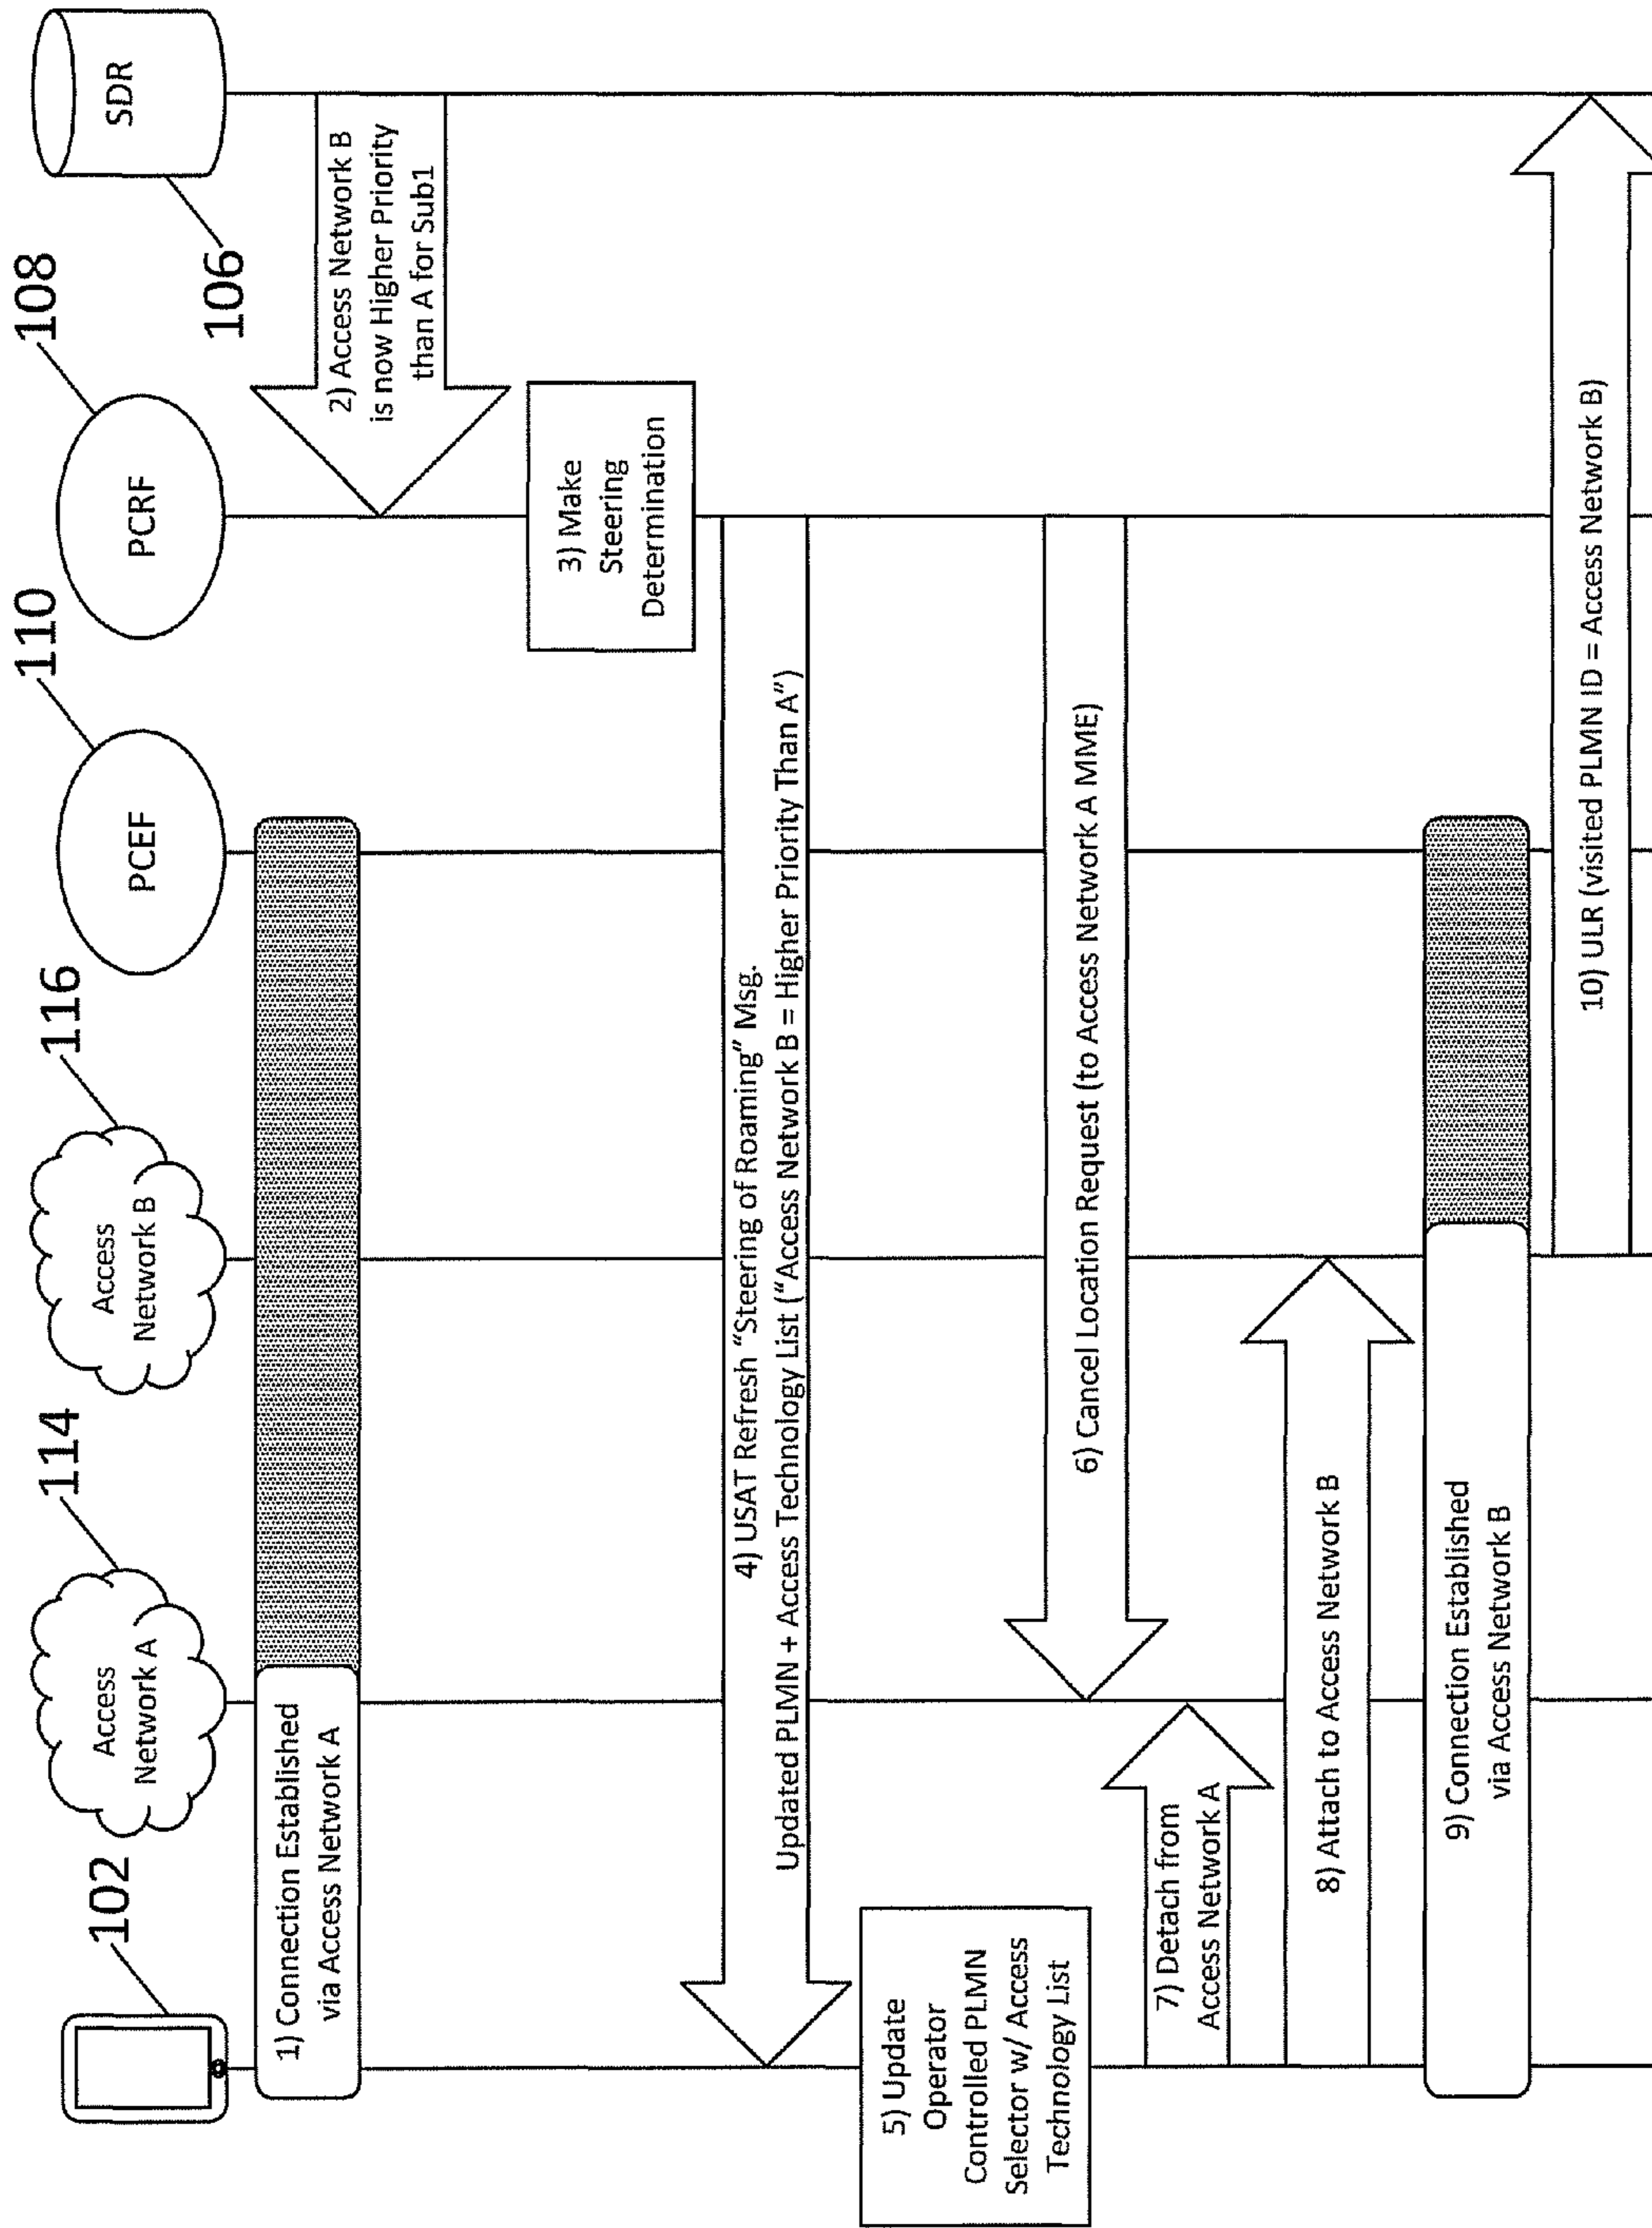 102
114
Access
Network A
116
Access
Network B
110
PCEF
108
PCRF
106
SDR
1) Connection Established
via Access Network A
2) Access Network B
is now Higher Priority
than A for Sub1
3) Make
Steering
Determination
4) USAT Refresh “Steering of Roaming” Msg.
Updated PLMN + Access Technology List (“Access Network B = Higher Priority Than A”)
5) Update
Operator
Controlled PLMN
Selector w/ Access
Technology List
6) Cancel Location Request (to Access Network A MME)
7) Detach from
Access Network A
8) Attach to Access Network B
9) Connection Established
via Access Network B
10) ULR (visited PLMN ID = Access Network B)